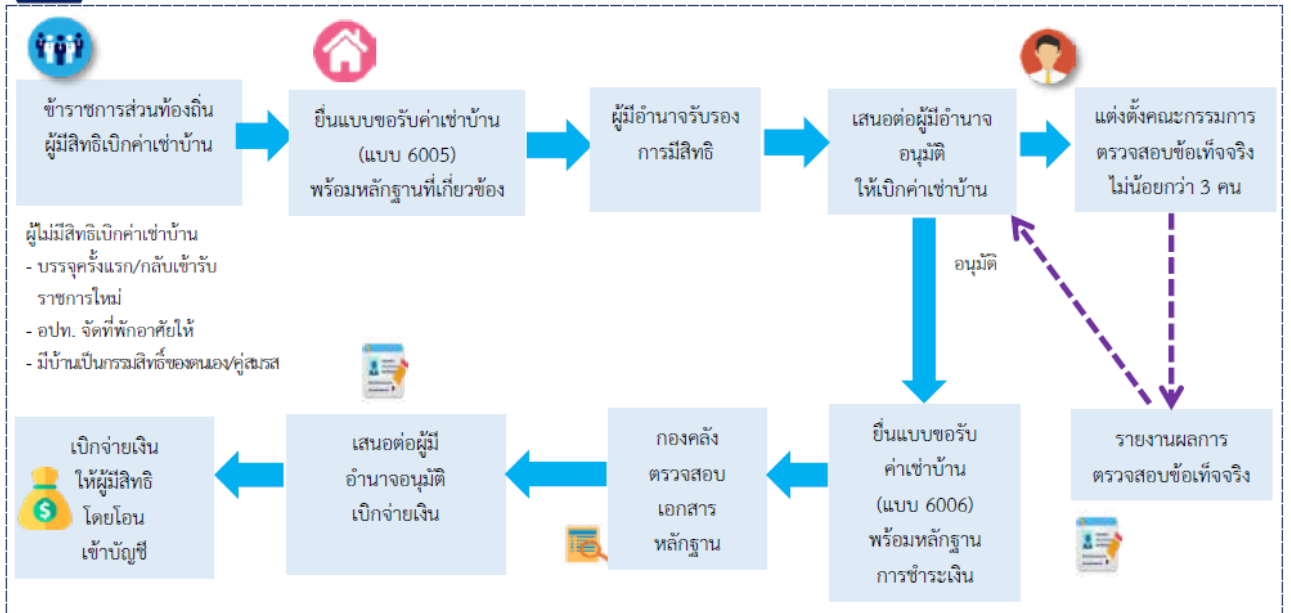 ข้าราชการส่วนท้องถิ่น
ผู้มีสิทธิเบิกค่าเช่าบ้าน
ยื่นแบบขอรับค่าเช่าบ้าน
(แบบ 6005)
พร้อมหลักฐานที่เกี่ยวข้อง
ผู้มีอำนาจรับรอง
การมีสิทธิ
เสนอต่อผู้มีอำนาจ
อนุมัติ
ให้เบิกค่าเช่าบ้าน
แต่งตั้งคณะกรรมการ
ตรวจสอบข้อเท็จจริง
ไม่น้อยกว่า 3 คน
ผู้ไม่มีสิทธิเบิกค่าเช่าบ้าน
- บรรจุครั้งแรก/กลับเข้ารับ
ราชการใหม่
- อปท. จัดที่พักอาศัยให้
- มีบ้านเป็นกรรมสิทธิ์ของตนเอง/คู่สมรส
อนุมัติ
รายงานผลการ
ตรวจสอบข้อเท็จจริง
ยื่นแบบขอรับ
ค่าเช่าบ้าน
(แบบ 6006)
พร้อมหลักฐาน
การชำระเงิน
กองคลัง
ตรวจสอบ
เอกสาร
หลักฐาน
เสนอต่อผู้มี
อำนาจอนุมัติ
เบิกจ่ายเงิน
เบิกจ่ายเงิน
ให้ผู้มีสิทธิ
โดยโอน
เข้าบัญชี